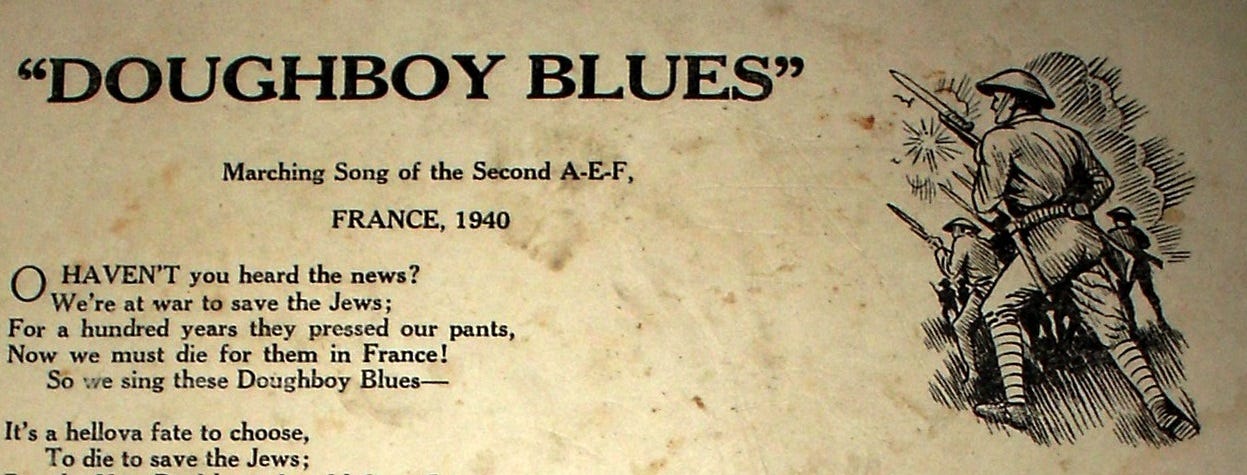 "DOUGHBOY BLUES"
Marching Song of the Second A-E-F,
FRANCE, 1940
O HAVEN'T you heard the news?
We're at war to save the Jews;
For a hundred years they pressed our pants,
Now we must die for them in France!
So we sing these Doughboy Blues—
It's a hellova fate to choose,
To die to save the Jews;